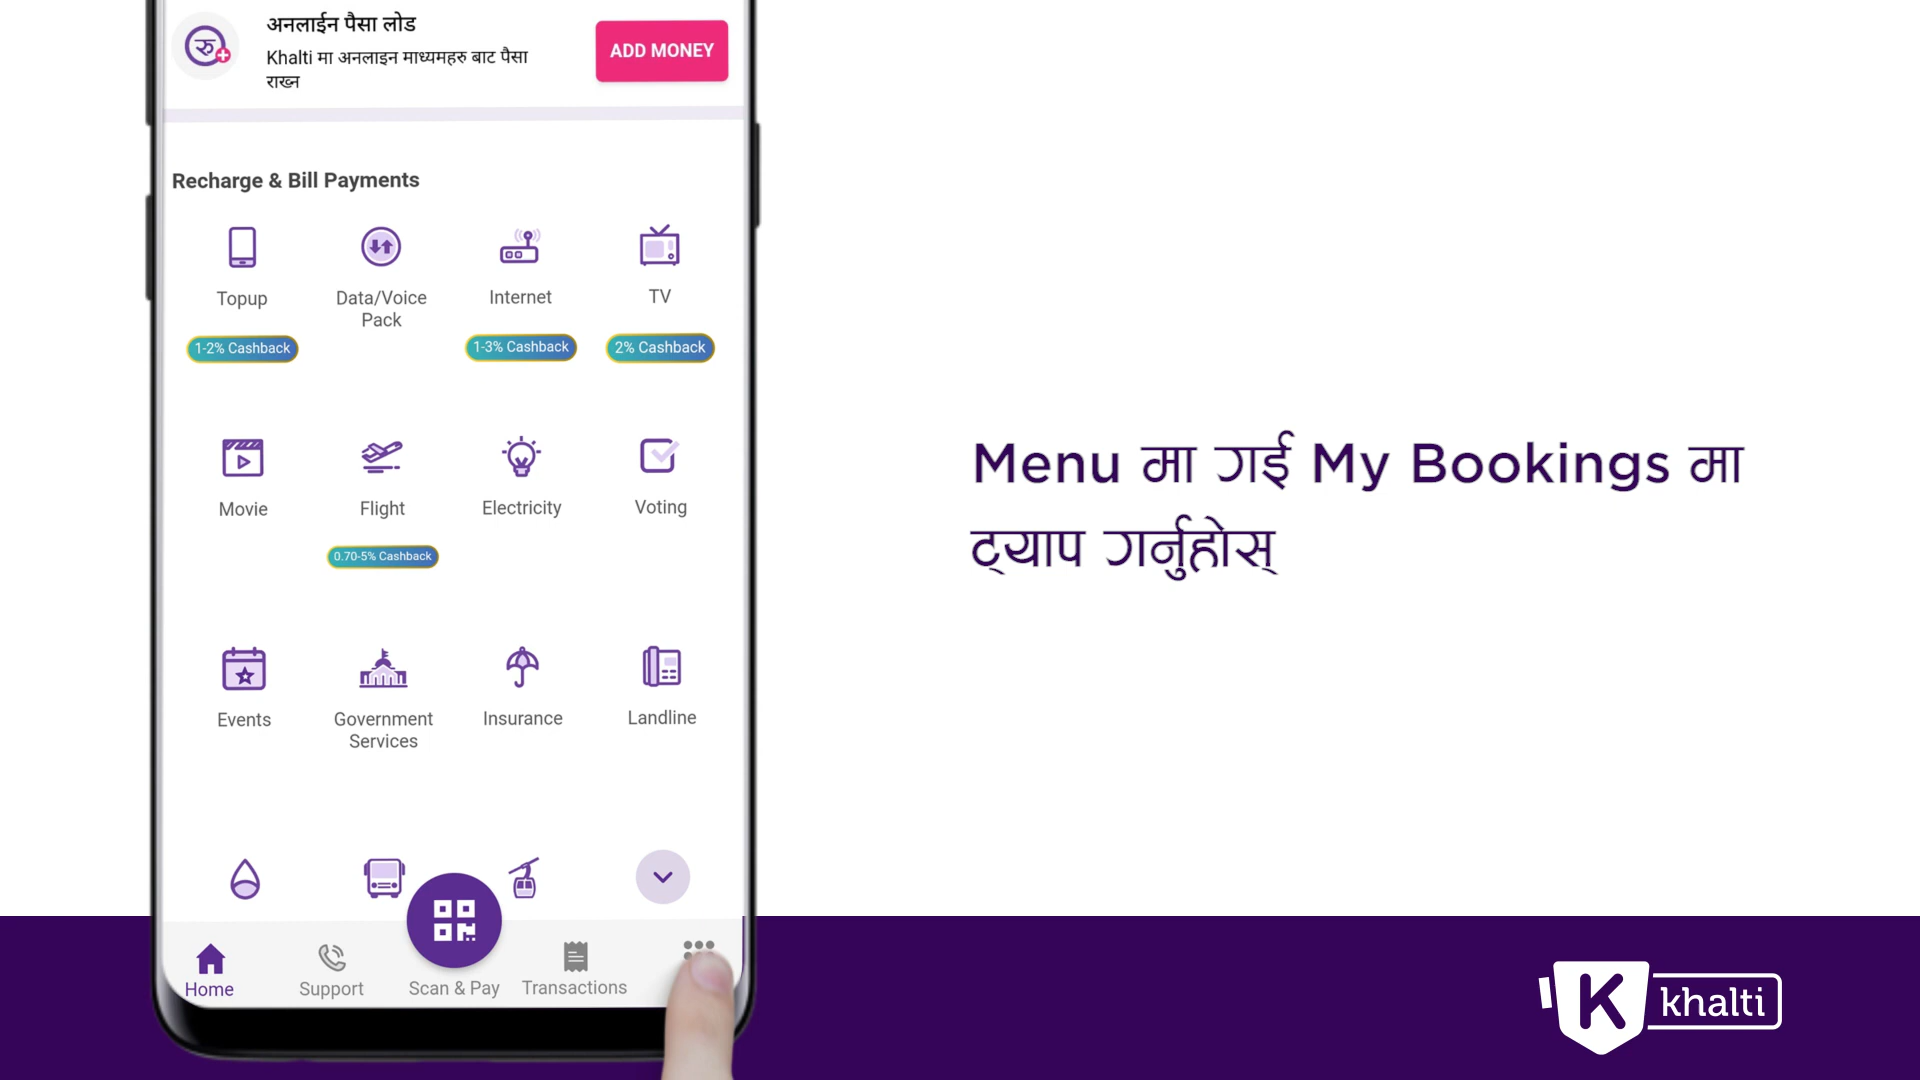 अनलाईन पैसा लोड
Khalti मा अनलाइन माध्यमहरु बाट पैसा
राख्न
ADD MONEY
Recharge & Bill Payments
Topup
Data/Voice
Pack
Internet
TV
1-2% Cashback
1-3% Cashback
2% Cashback
Movie
Flight
Electricity
Voting
0.70-5% Cashback
Events
Government
Services
Insurance
Landline
Home
Support
Scan & Pay
Transactions
Menu मा गई My Bookings मा
ट्याप गर्नुहोस्
K khalti